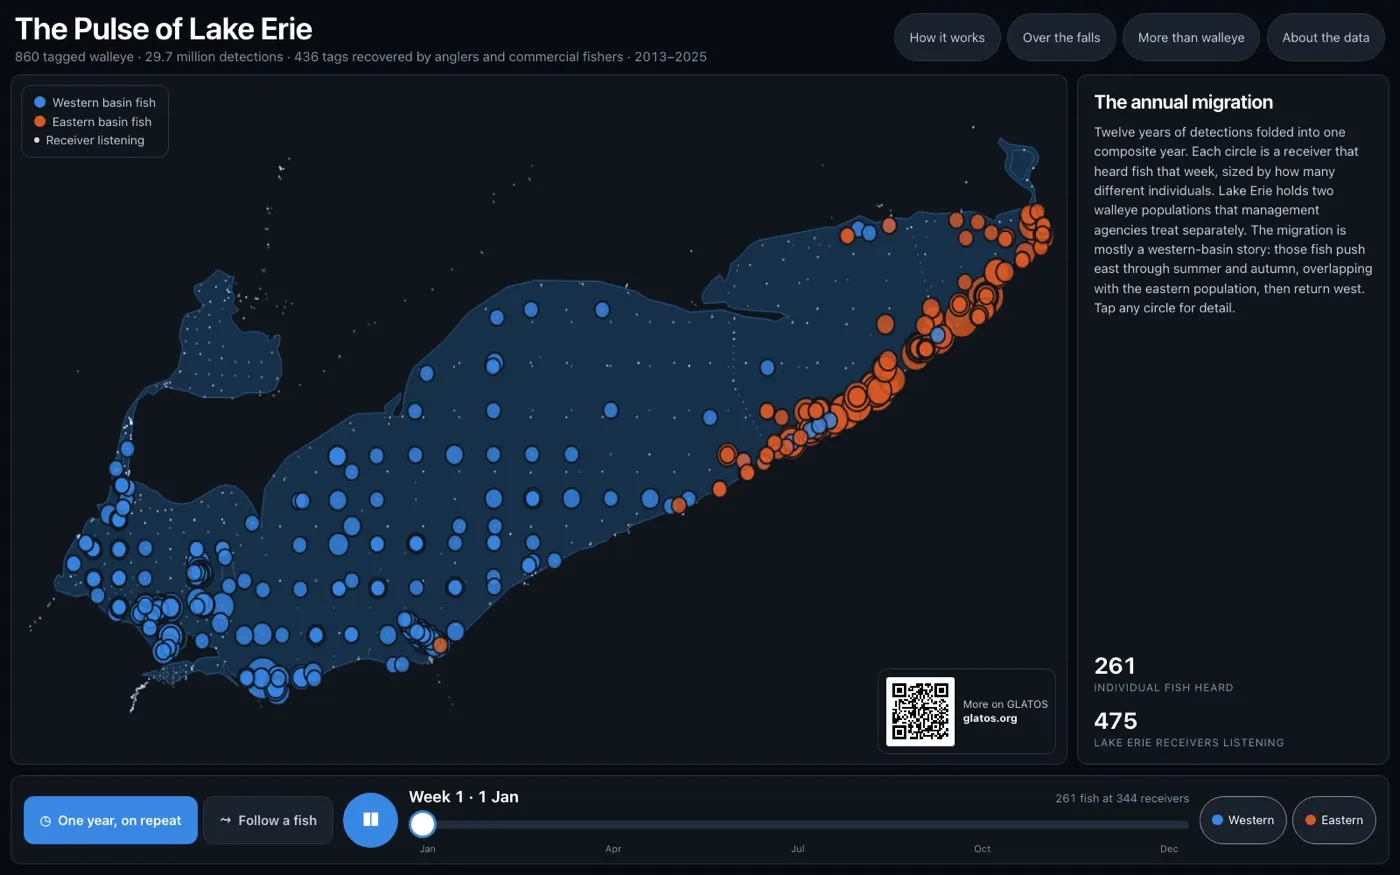 The Pulse of Lake Erie
860 tagged walleye · 29.7 million detections · 436 tags recovered by anglers and commercial fishers · 2013–2025
How it works
Over the falls
More than walleye
About the data
Western basin fish
Eastern basin fish
Receiver listening
The annual migration
Twelve years of detections folded into one
composite year. Each circle is a receiver that
heard fish that week, sized by how many
different individuals. Lake Erie holds two
walleye populations that management
agencies treat separately. The migration is
mostly a western-basin story: those fish push
east through summer and autumn, overlapping
with the eastern population, then return west.
Tap any circle for detail.
261
INDIVIDUAL FISH HEARD
475
LAKE ERIE RECEIVERS LISTENING
More on GLATOS
glatos.org
One year, on repeat
Follow a fish
Week 1 · 1 Jan
261 fish at 344 receivers
Jan
Apr
Jul
Oct
Dec
Western
Eastern